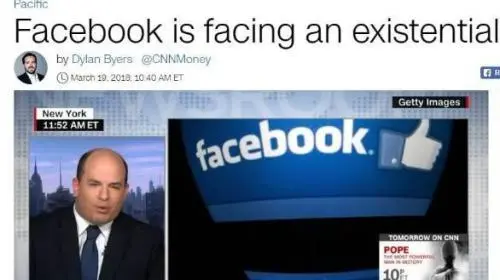 Pacific
Facebook is facing an existential
by Dylan Byers @CNNMoney
March 19, 2018: 10:40 AM ET
Getty Images
New York
11:52 AM ET
facebook.
TOMORROW ON CNN
POPE
THE MOST POWERFUL
MAN IN HISTORY
10P
ET